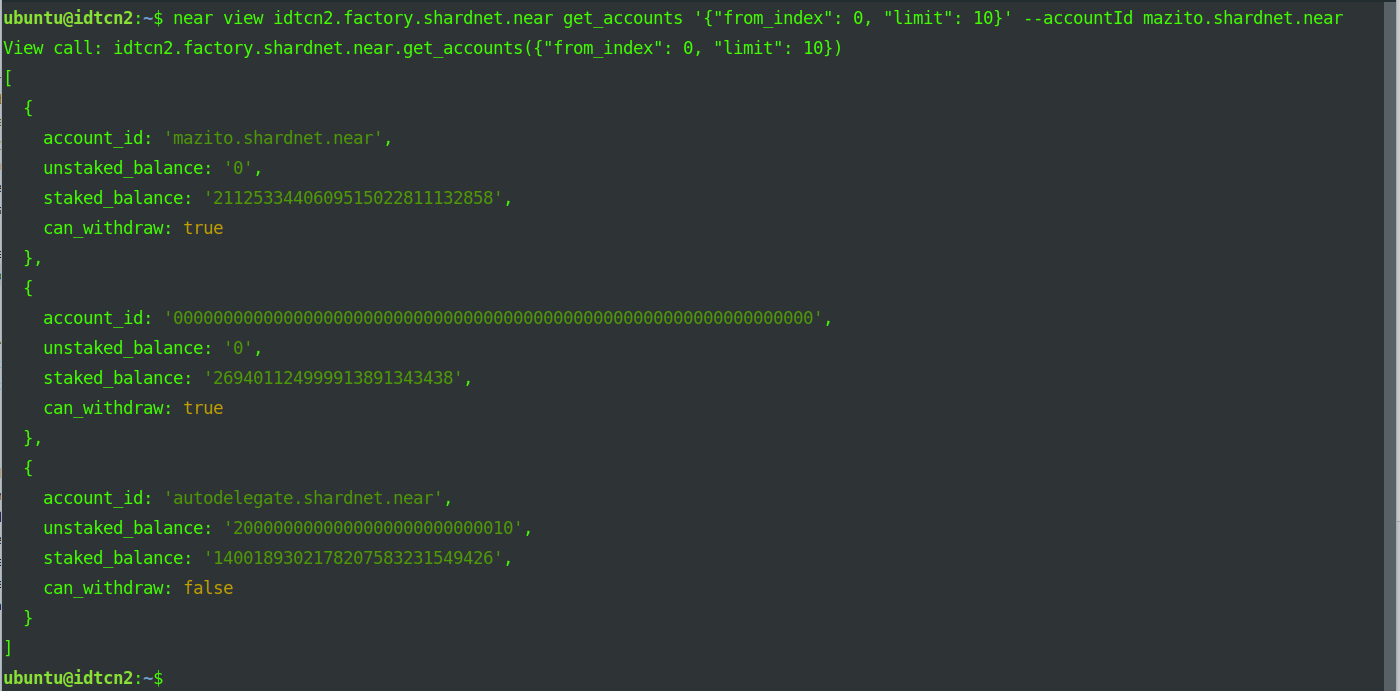 ubuntu@idtcn2:~$ near view idtcn2.factory.shardnet.near get_accounts '{"from_index": 0, "limit": 10}' --accountId mazito.shardnet.near
View call: idtcn2.factory.shardnet.near.get_accounts({"from_index": 0, "limit": 10})
[
  {
    account_id: 'mazito.shardnet.near',
    unstaked_balance: '0',
    staked_balance: '2112533440609515022811132858',
    can_withdraw: true
  },
  {
    account_id: '0000000000000000000000000000000000000000000000000000000000000000',
    unstaked_balance: '0',
    staked_balance: '269401124999913891343438',
    can_withdraw: true
  },
  {
    account_id: 'autodelegate.shardnet.near',
    unstaked_balance: '2000000000000000000000000010',
    staked_balance: '1400189302178207583231549426',
    can_withdraw: false
  }
]
ubuntu@idtcn2:~$